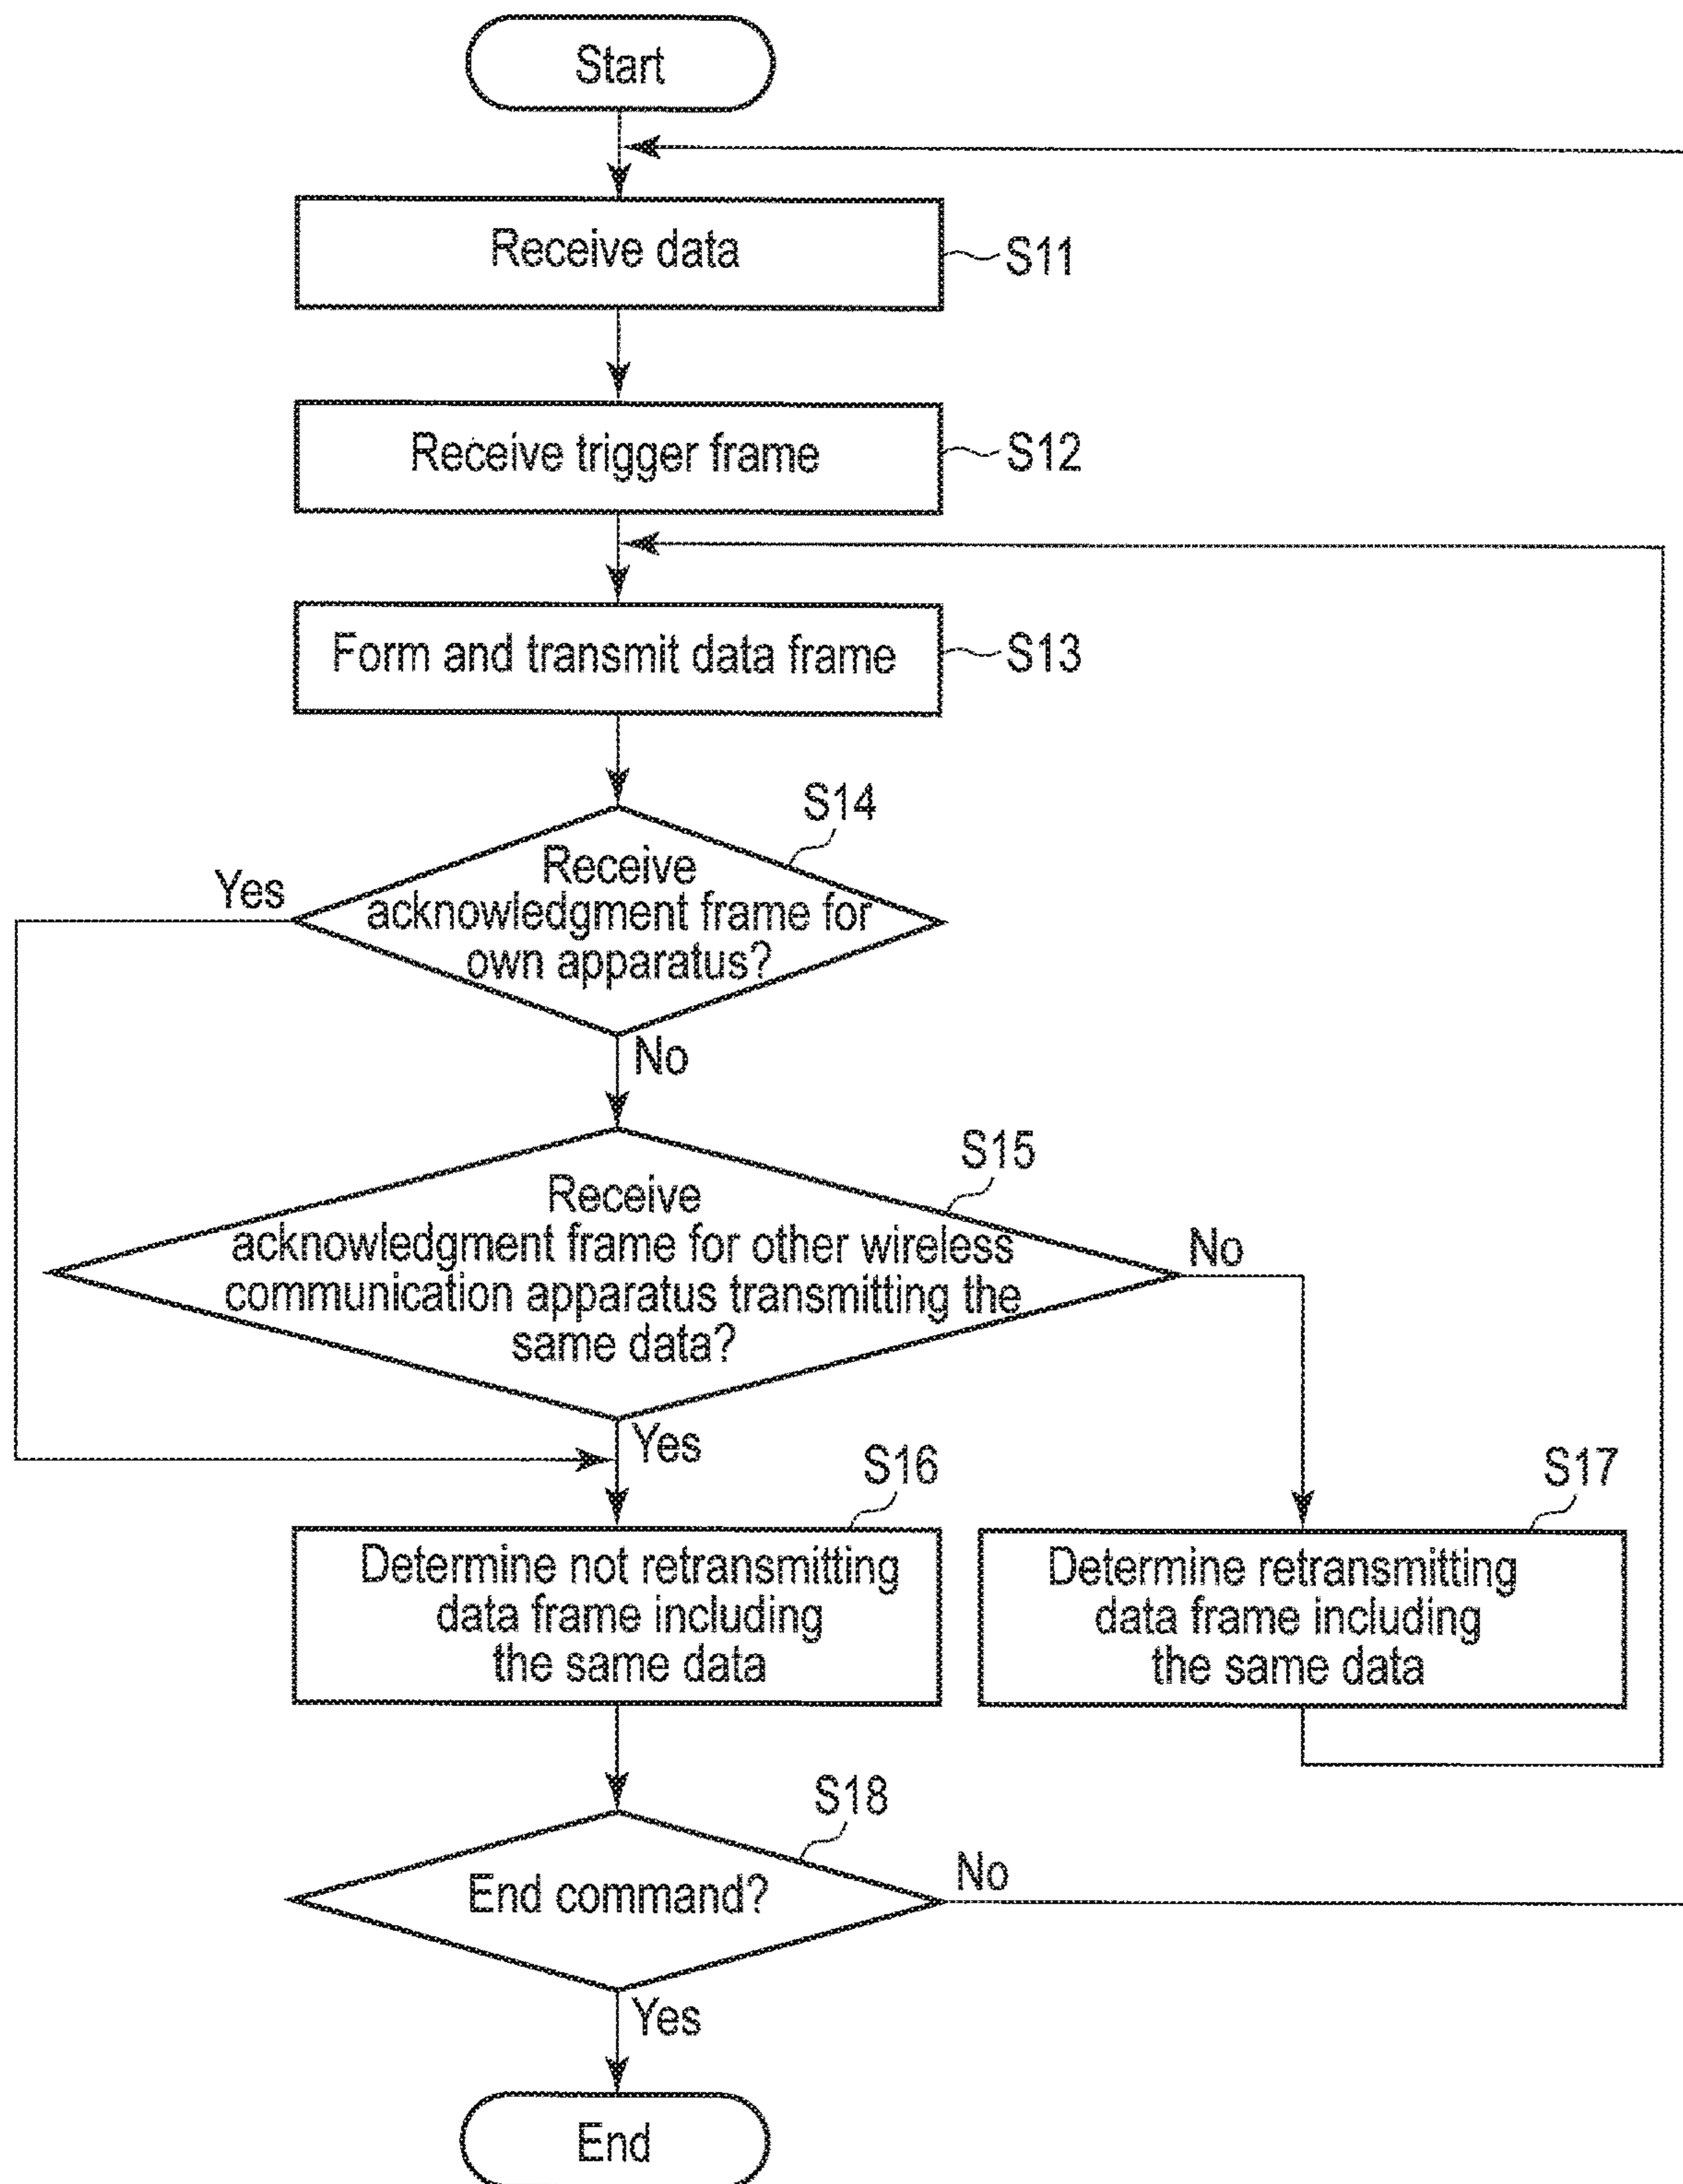 Start
Receive data
S11
Receive trigger frame
S12
Form and transmit data frame
S13
S14
Receive
acknowledgment frame for
own apparatus?
Yes
No
S15
Receive
acknowledgment frame for other wireless
communication apparatus transmitting the
same data?
No
Yes
S16
Determine not retransmitting
data frame including
the same data
S17
Determine retransmitting
data frame including
the same data
S18
End command?
No
Yes
End